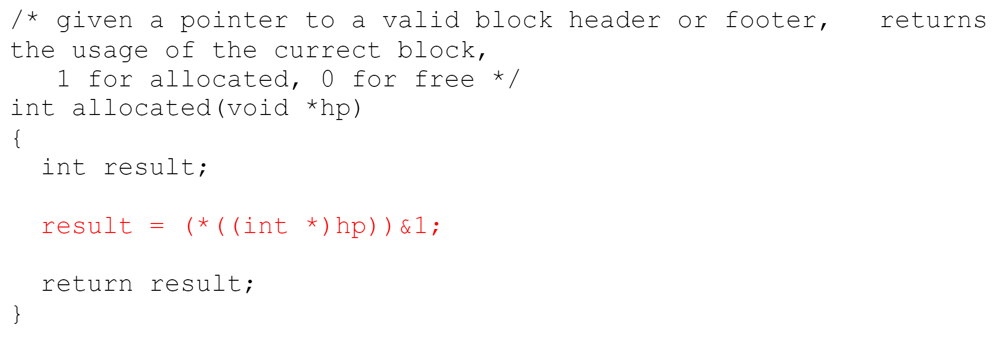 /* given a pointer to a valid block header or footer,   returns
the usage of the currect block,
   1 for allocated, 0 for free */
int allocated(void *hp)
{
  int result;
  result = (*((int *)hp))&1;
  return result;
}